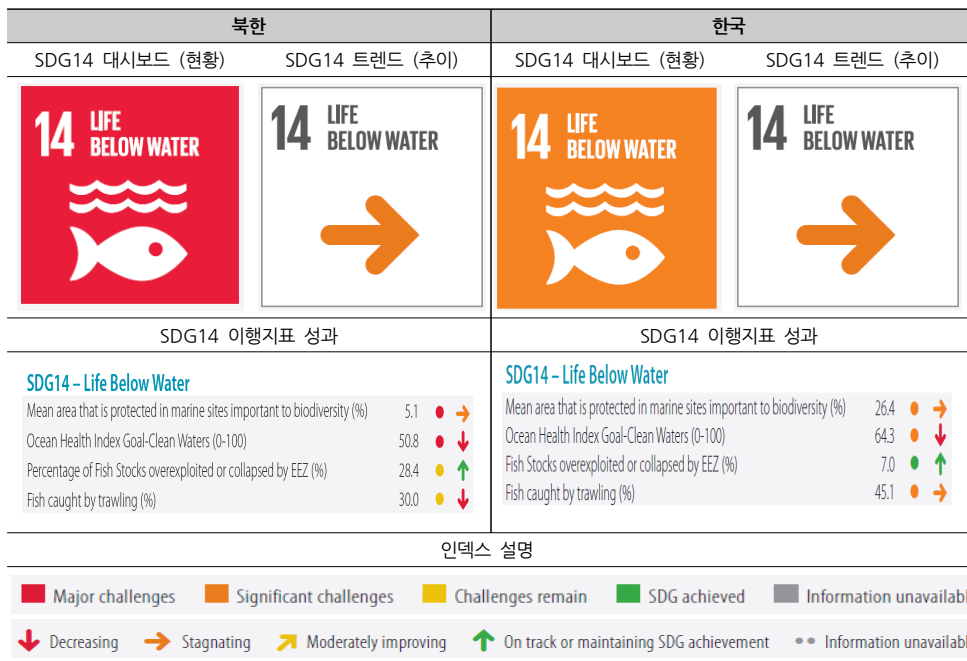 북한 한국
SDG14 대시보드 (현황) SDG14 트렌드 (추이) SDG14 대시보드 (현황) SDG14 트렌드 (추이)
14 LIFE BELOW WATER
14 LIFE BELOW WATER
14 LIFE BELOW WATER
14 LIFE BELOW WATER
SDG14 이행지표 성과 SDG14 이행지표 성과
SDG14 – Life Below Water
Mean area that is protected in marine sites important to biodiversity (%) 5.1
Ocean Health Index Goal-Clean Waters (0-100) 50.8
Percentage of Fish Stocks overexploited or collapsed by EEZ (%) 28.4
Fish caught by trawling (%) 30.0
SDG14 – Life Below Water
Mean area that is protected in marine sites important to biodiversity (%) 26.4
Ocean Health Index Goal-Clean Waters (0-100) 64.3
Fish Stocks overexploited or collapsed by EEZ (%) 7.0
Fish caught by trawling (%) 45.1
인덱스 설명
Major challenges Significant challenges Challenges remain SDG achieved Information unavailabl
Decreasing Stagnating Moderately improving On track or maintaining SDG achievement Information unavailabl